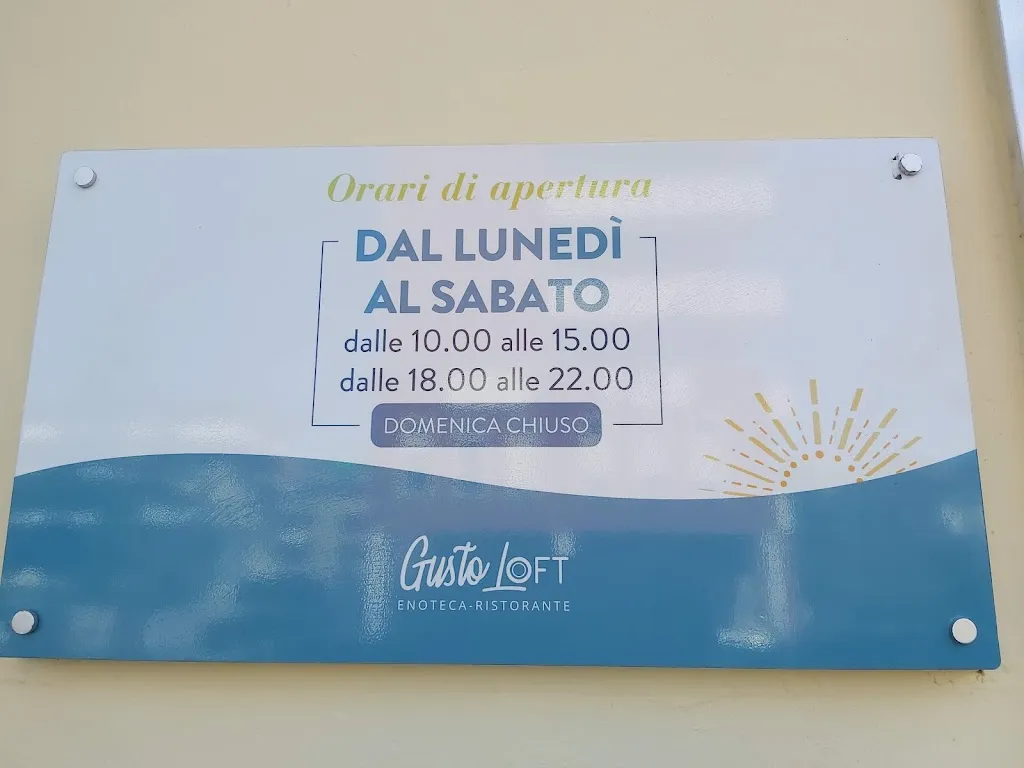 Orari di apertura
DAL LUNEDÌ
AL SABATO
dalle 10.00 alle 15.00
dalle 18.00 alle 22.00
DOMENICA CHIUSO
Gusto LOFT
ENOTECA-RISTORANTE